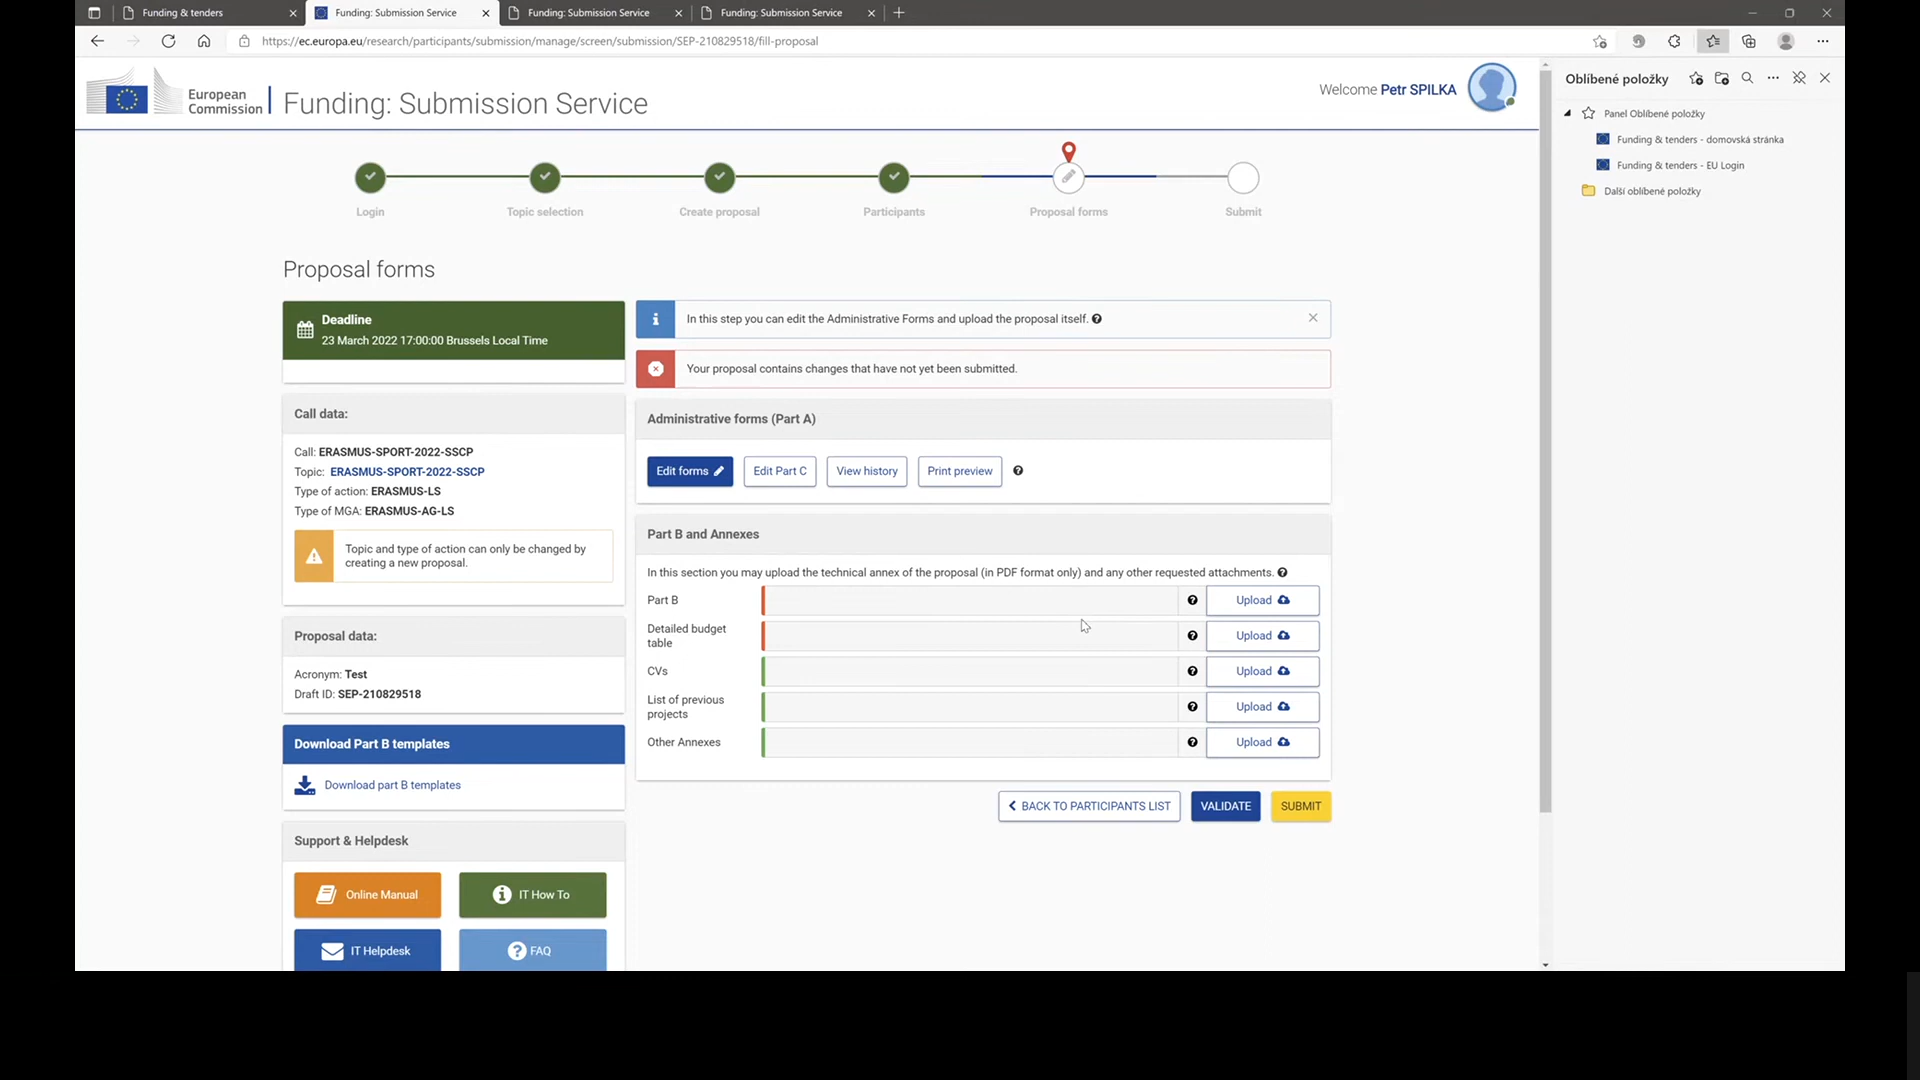 Funding & tenders
Funding: Submission Service
Funding: Submission Service
Funding: Submission Service
https://ec.europa.eu/research/participants/submission/manage/screen/submission/SEP-210829518/fill-proposal
European
Commission
Funding: Submission Service
Welcome Petr SPILKA
Oblíbené položky
Panel Oblíbené položky
Funding & tenders - domovská stránka
Funding & tenders - EU Login
Další oblíbené položky
Login
Topic selection
Create proposal
Participants
Proposal forms
Submit
Proposal forms
Deadline
23 March 2022 17:00:00 Brussels Local Time
Call data:
Call: ERASMUS-SPORT-2022-SSCP
Topic: ERASMUS-SPORT-2022-SSCP
Type of action: ERASMUS-LS
Type of MGA: ERASMUS-AG-LS
Topic and type of action can only be changed by
creating a new proposal.
Proposal data:
Acronym: Test
Draft ID: SEP-210829518
Download Part B templates
Download part B templates
Support & Helpdesk
Online Manual
IT How To
IT Helpdesk
FAQ
In this step you can edit the Administrative Forms and upload the proposal itself.
Your proposal contains changes that have not yet been submitted.
Administrative forms (Part A)
Edit forms
Edit Part C
View history
Print preview
Part B and Annexes
In this section you may upload the technical annex of the proposal (in PDF format only) and any other requested attachments.
Part B
Upload
Detailed budget
table
Upload
CVs
Upload
List of previous
projects
Upload
Other Annexes
Upload
BACK TO PARTICIPANTS LIST
VALIDATE
SUBMIT